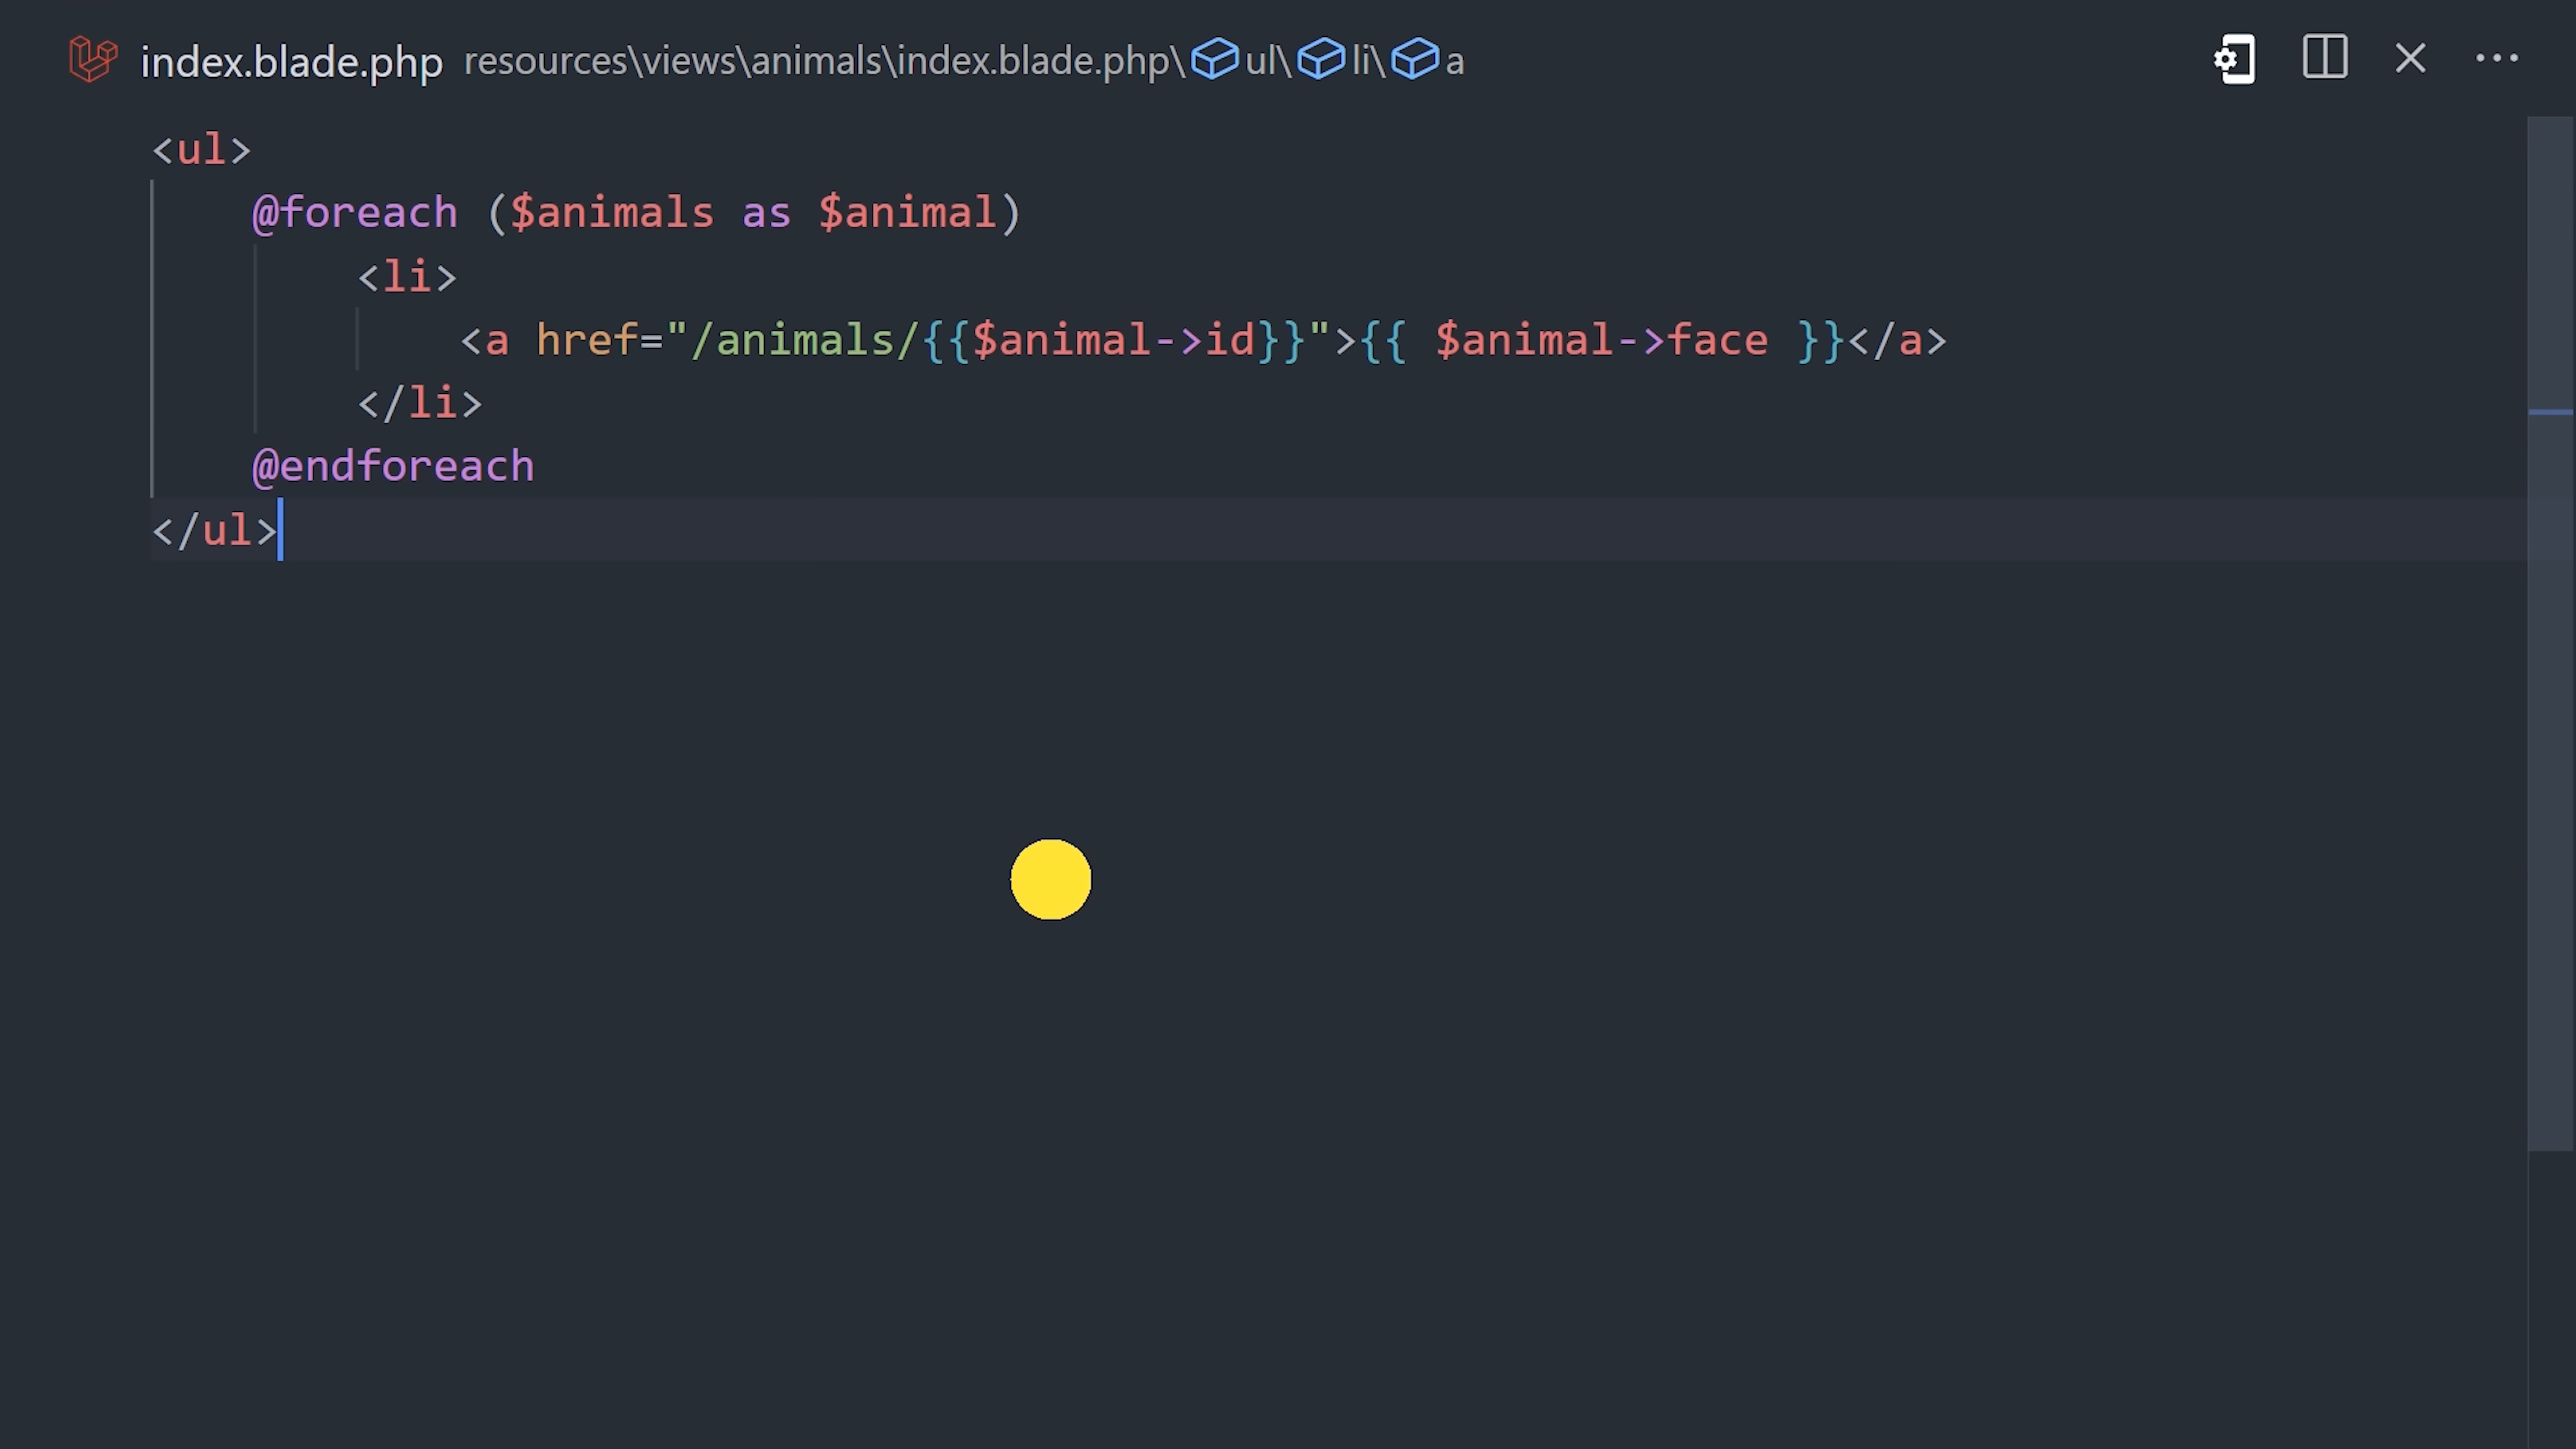 index.blade.php resources\views\animals\index.blade.php\ul\li\a
<ul>
@foreach ($animals as $animal)
<li>
<a href="/animals/{{$animal->id}}">{{ $animal->face }}</a>
</li>
@endforeach
</ul>